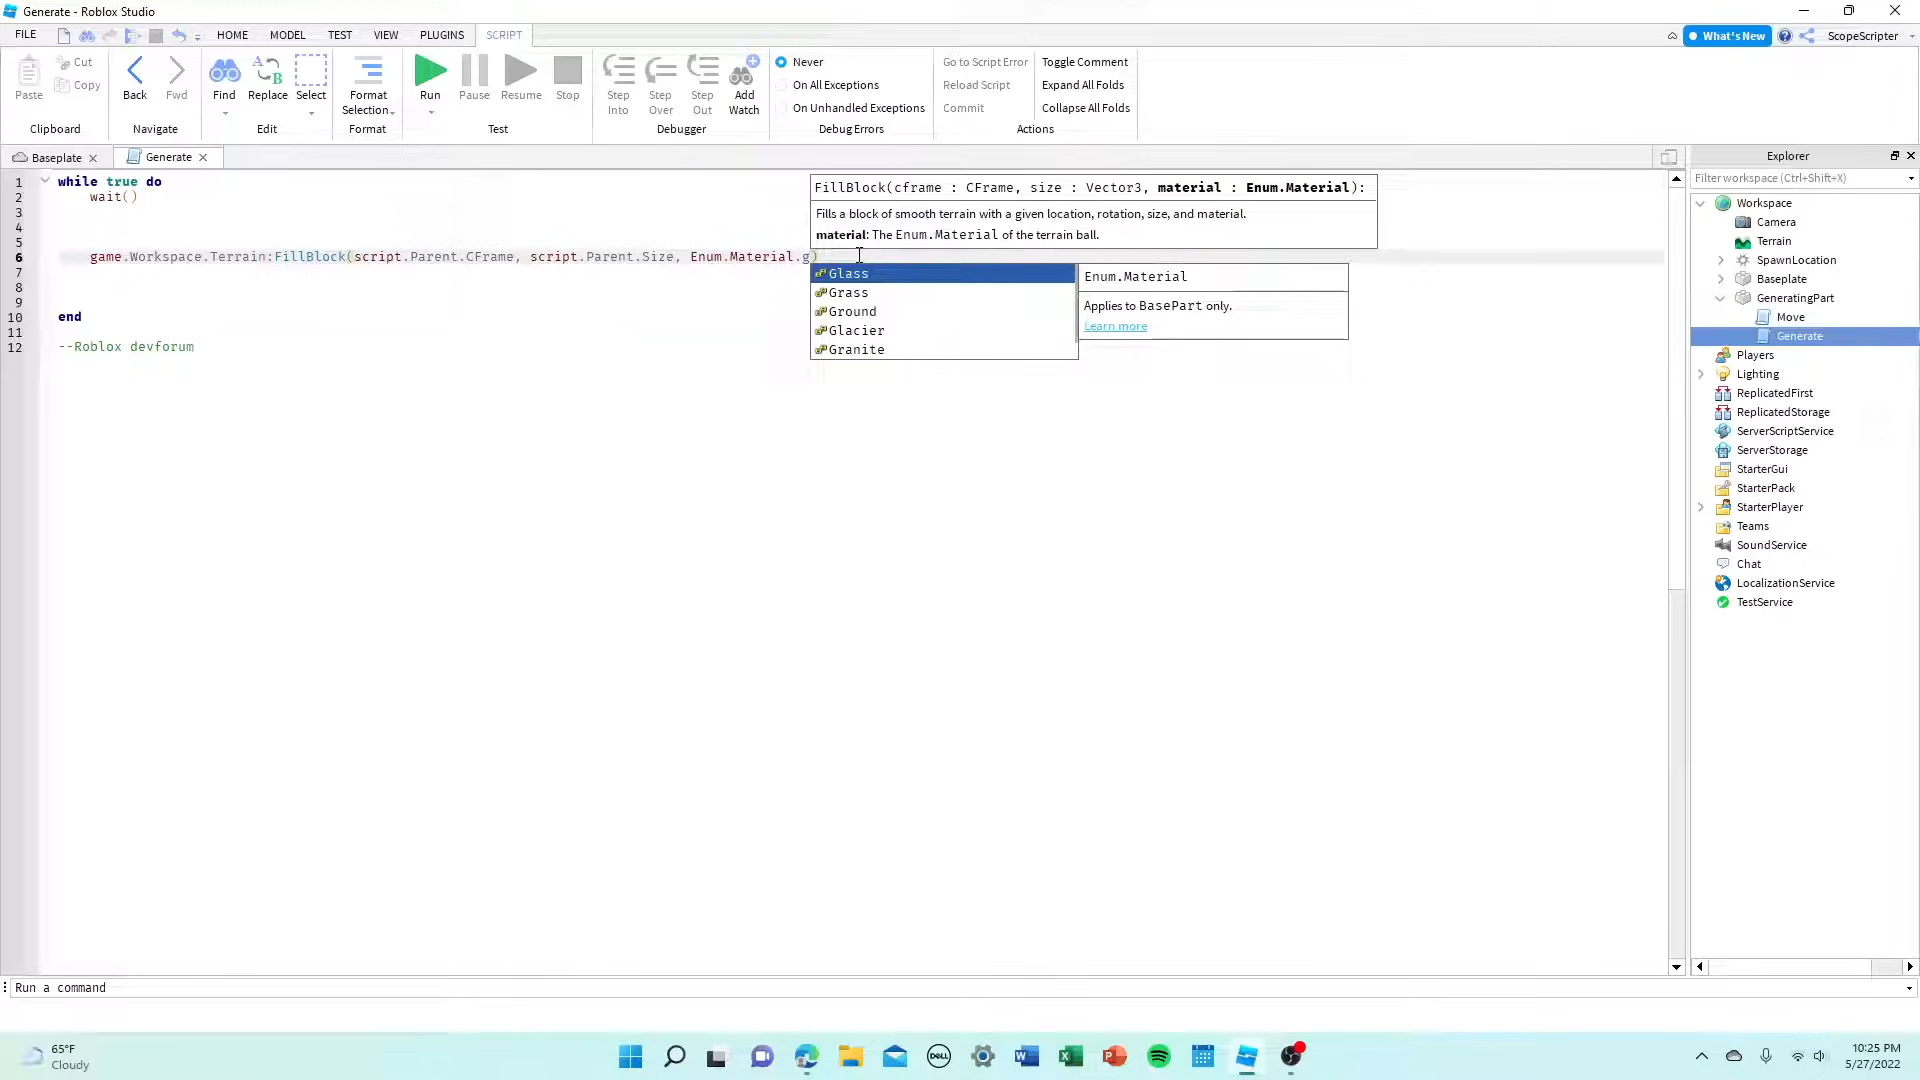 Generate - Roblox Studio
FILE HOME MODEL TEST VIEW PLUGINS SCRIPT
What's New ScopeScripter
Paste Cut Copy Clipboard
Back Fwd Navigate
Find Replace Select Edit
Format Selection Format
Run Pause Resume Stop Test
Step Into Step Over Step Out Add Watch Debugger
Never
On All Exceptions
On Unhandled Exceptions
Debug Errors
Go to Script Error
Reload Script
Commit
Toggle Comment
Expand All Folds
Collapse All Folds
Actions
Baseplate Generate
1 while true do
2 wait()
3
4
5
6 game.Workspace.Terrain:FillBlock(script.Parent.CFrame, script.Parent.Size, Enum.Material.g)
7
8
9
10 end
11
12 --Roblox devforum
FillBlock(cframe : CFrame, size : Vector3, material : Enum.Material):
Fills a block of smooth terrain with a given location, rotation, size, and material.
material: The Enum.Material of the terrain ball.
Glass
Grass
Ground
Glacier
Granite
Enum.Material
Applies to BasePart only.
Learn more
Explorer
Filter workspace (Ctrl+Shift+X)
Workspace
Camera
Terrain
SpawnLocation
Baseplate
GeneratingPart
Move
Generate
Players
Lighting
ReplicatedFirst
ReplicatedStorage
ServerScriptService
ServerStorage
StarterGui
StarterPack
StarterPlayer
Teams
SoundService
Chat
LocalizationService
TestService
Run a command
65°F
Cloudy
DELL
10:25 PM
5/27/2022